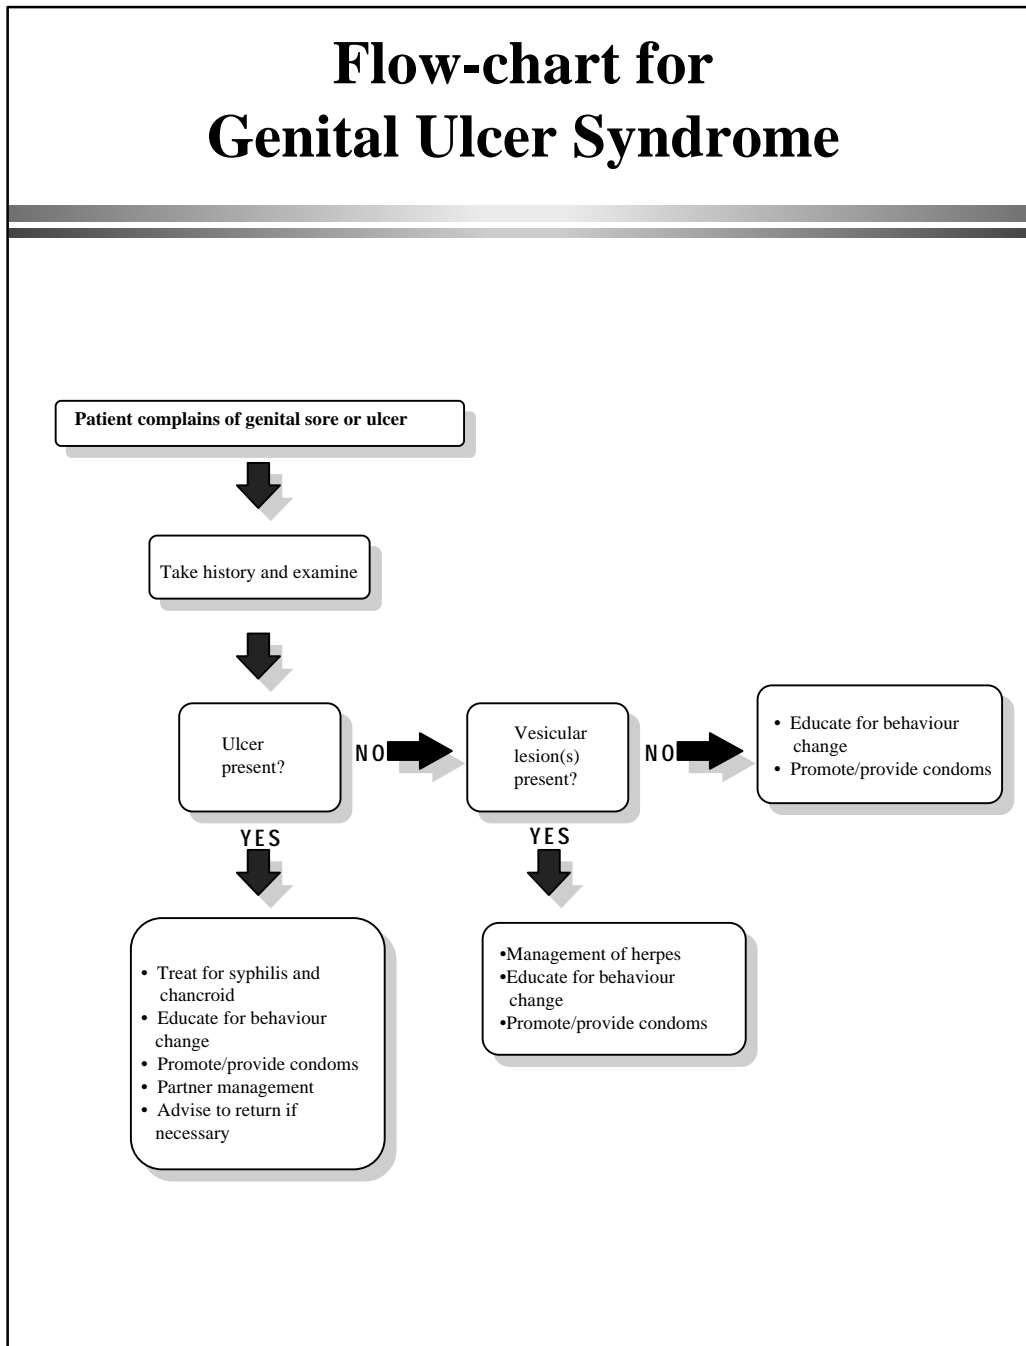 Flow-chart for
Genital Ulcer Syndrome
Patient complains of genital sore or ulcer
Take history and examine
Ulcer
present?
NO
Vesicular
lesion(s)
present?
NO
• Educate for behaviour
change
• Promote/provide condoms
YES
YES
• Treat for syphilis and
chancroid
• Educate for behaviour
change
• Promote/provide condoms
• Partner management
• Advise to return if
necessary
•Management of herpes
•Educate for behaviour
change
•Promote/provide condoms